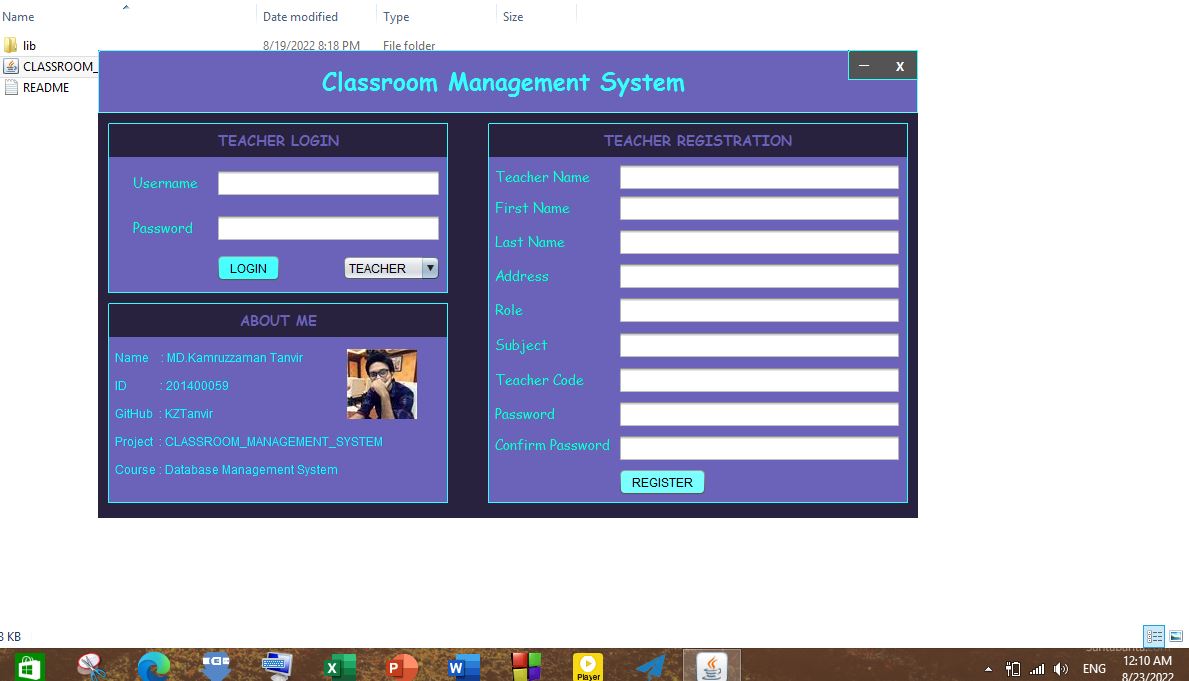 Name Date modified Type Size
lib 8/19/2022 8:18 PM File folder
CLASSROOM_
README
Classroom Management System
— X
TEACHER LOGIN
Username
Password
LOGIN TEACHER
ABOUT ME
Name : MD.Kamruzzaman Tanvir
ID : 201400059
GitHub : KZTanvir
Project : CLASSROOM_MANAGEMENT_SYSTEM
Course : Database Management System
TEACHER REGISTRATION
Teacher Name
First Name
Last Name
Address
Role
Subject
Teacher Code
Password
Confirm Password
REGISTER
KB
Player
ENG
12:10 AM
8/23/2022